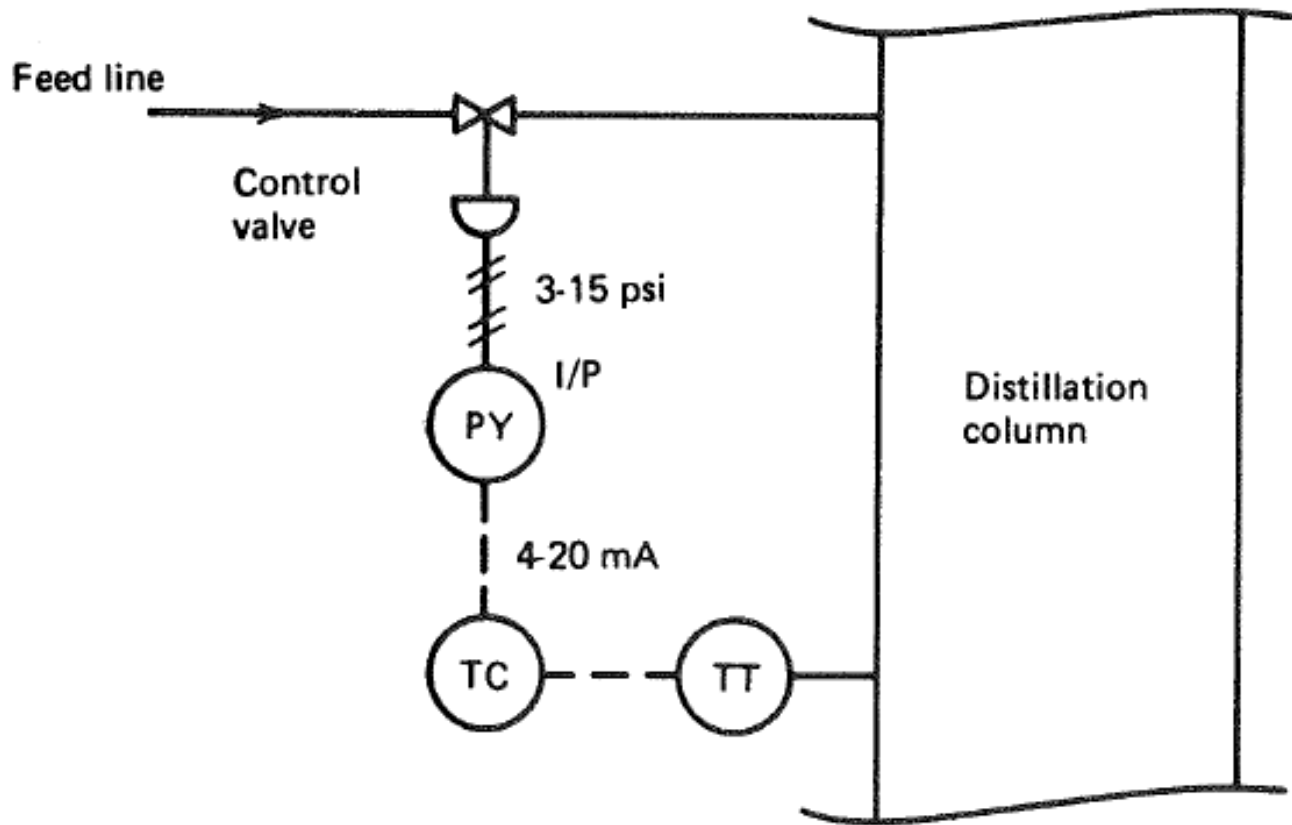 Feed line
Control
valve
3-15 psi
I/P
PY
Distillation
column
4-20 mA
TC
TT